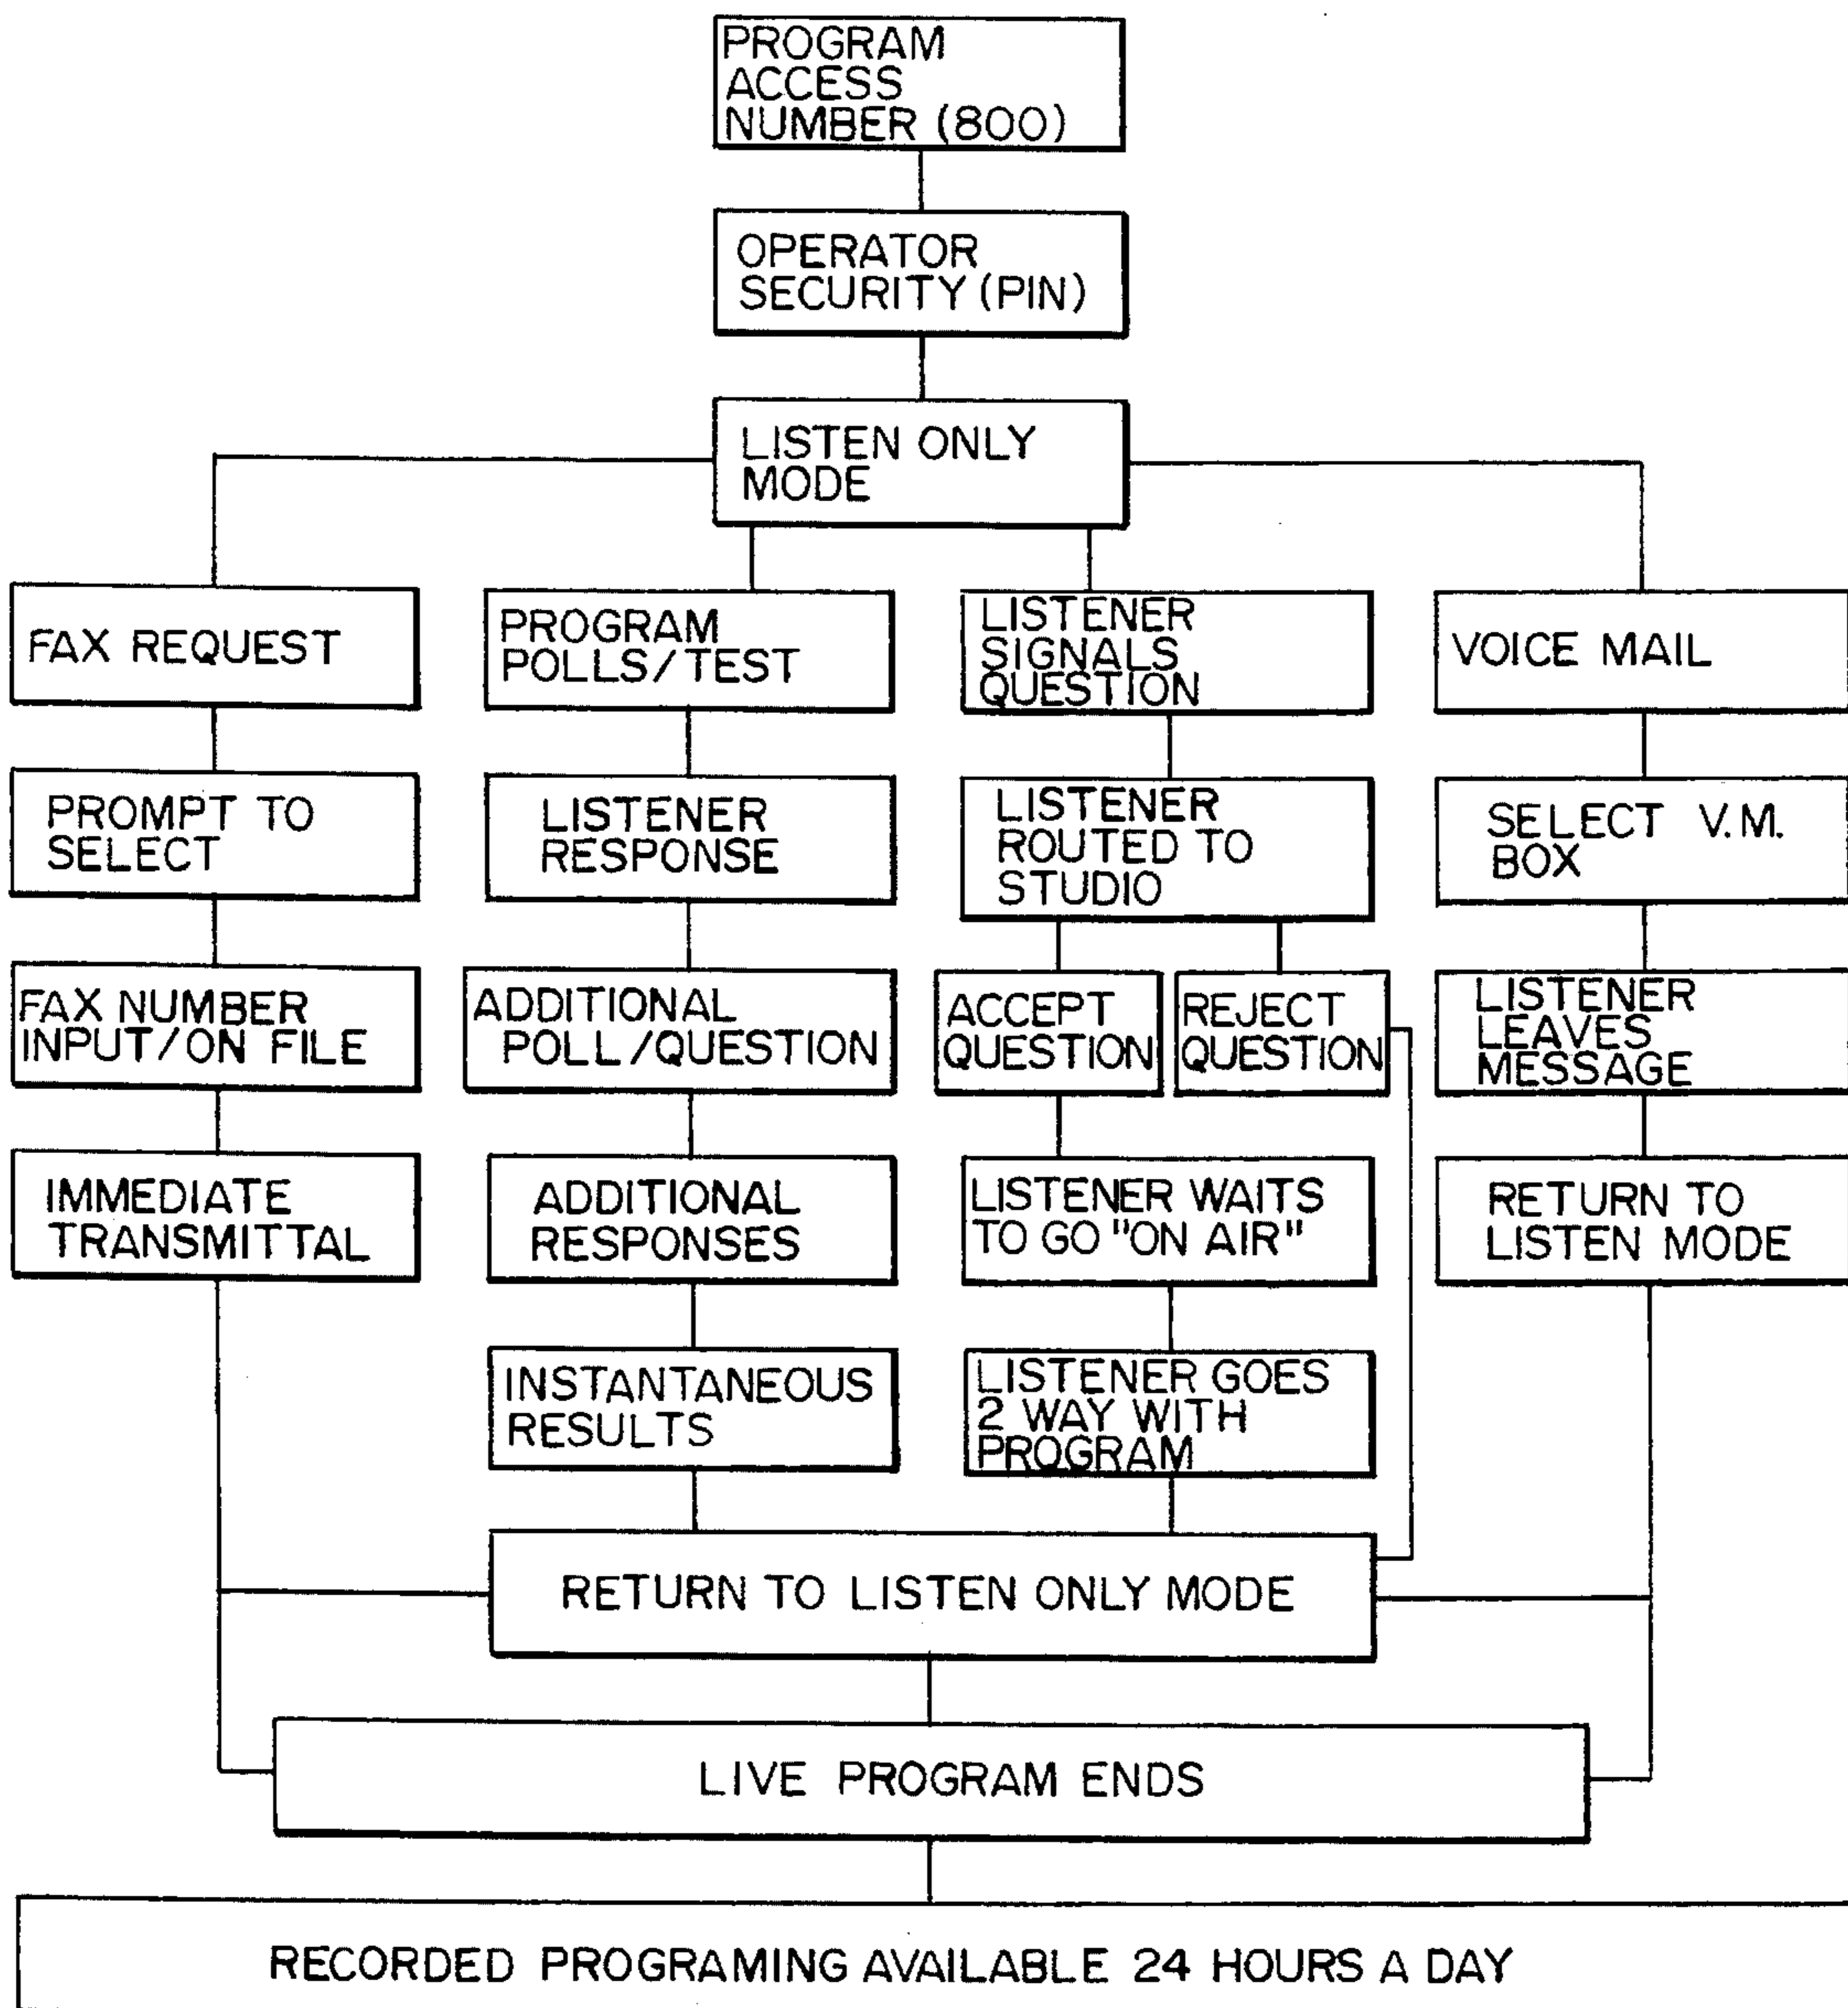 PROGRAM
ACCESS
NUMBER (800)
OPERATOR
SECURITY (PIN)
LISTEN ONLY
MODE
FAX REQUEST
PROGRAM
POLLS/TEST
LISTENER
SIGNALS
QUESTION
VOICE MAIL
PROMPT TO
SELECT
LISTENER
RESPONSE
LISTENER
ROUTED TO
STUDIO
SELECT V.M.
BOX
FAX NUMBER
INPUT/ON FILE
ADDITIONAL
POLL/QUESTION
ACCEPT
QUESTION
REJECT
QUESTION
LISTENER
LEAVES
MESSAGE
IMMEDIATE
TRANSMITTAL
ADDITIONAL
RESPONSES
LISTENER WAITS
TO GO "ON AIR"
RETURN TO
LISTEN MODE
INSTANTANEOUS
RESULTS
LISTENER GOES
2 WAY WITH
PROGRAM
RETURN TO LISTEN ONLY MODE
LIVE PROGRAM ENDS
RECORDED PROGRAMING AVAILABLE 24 HOURS A DAY